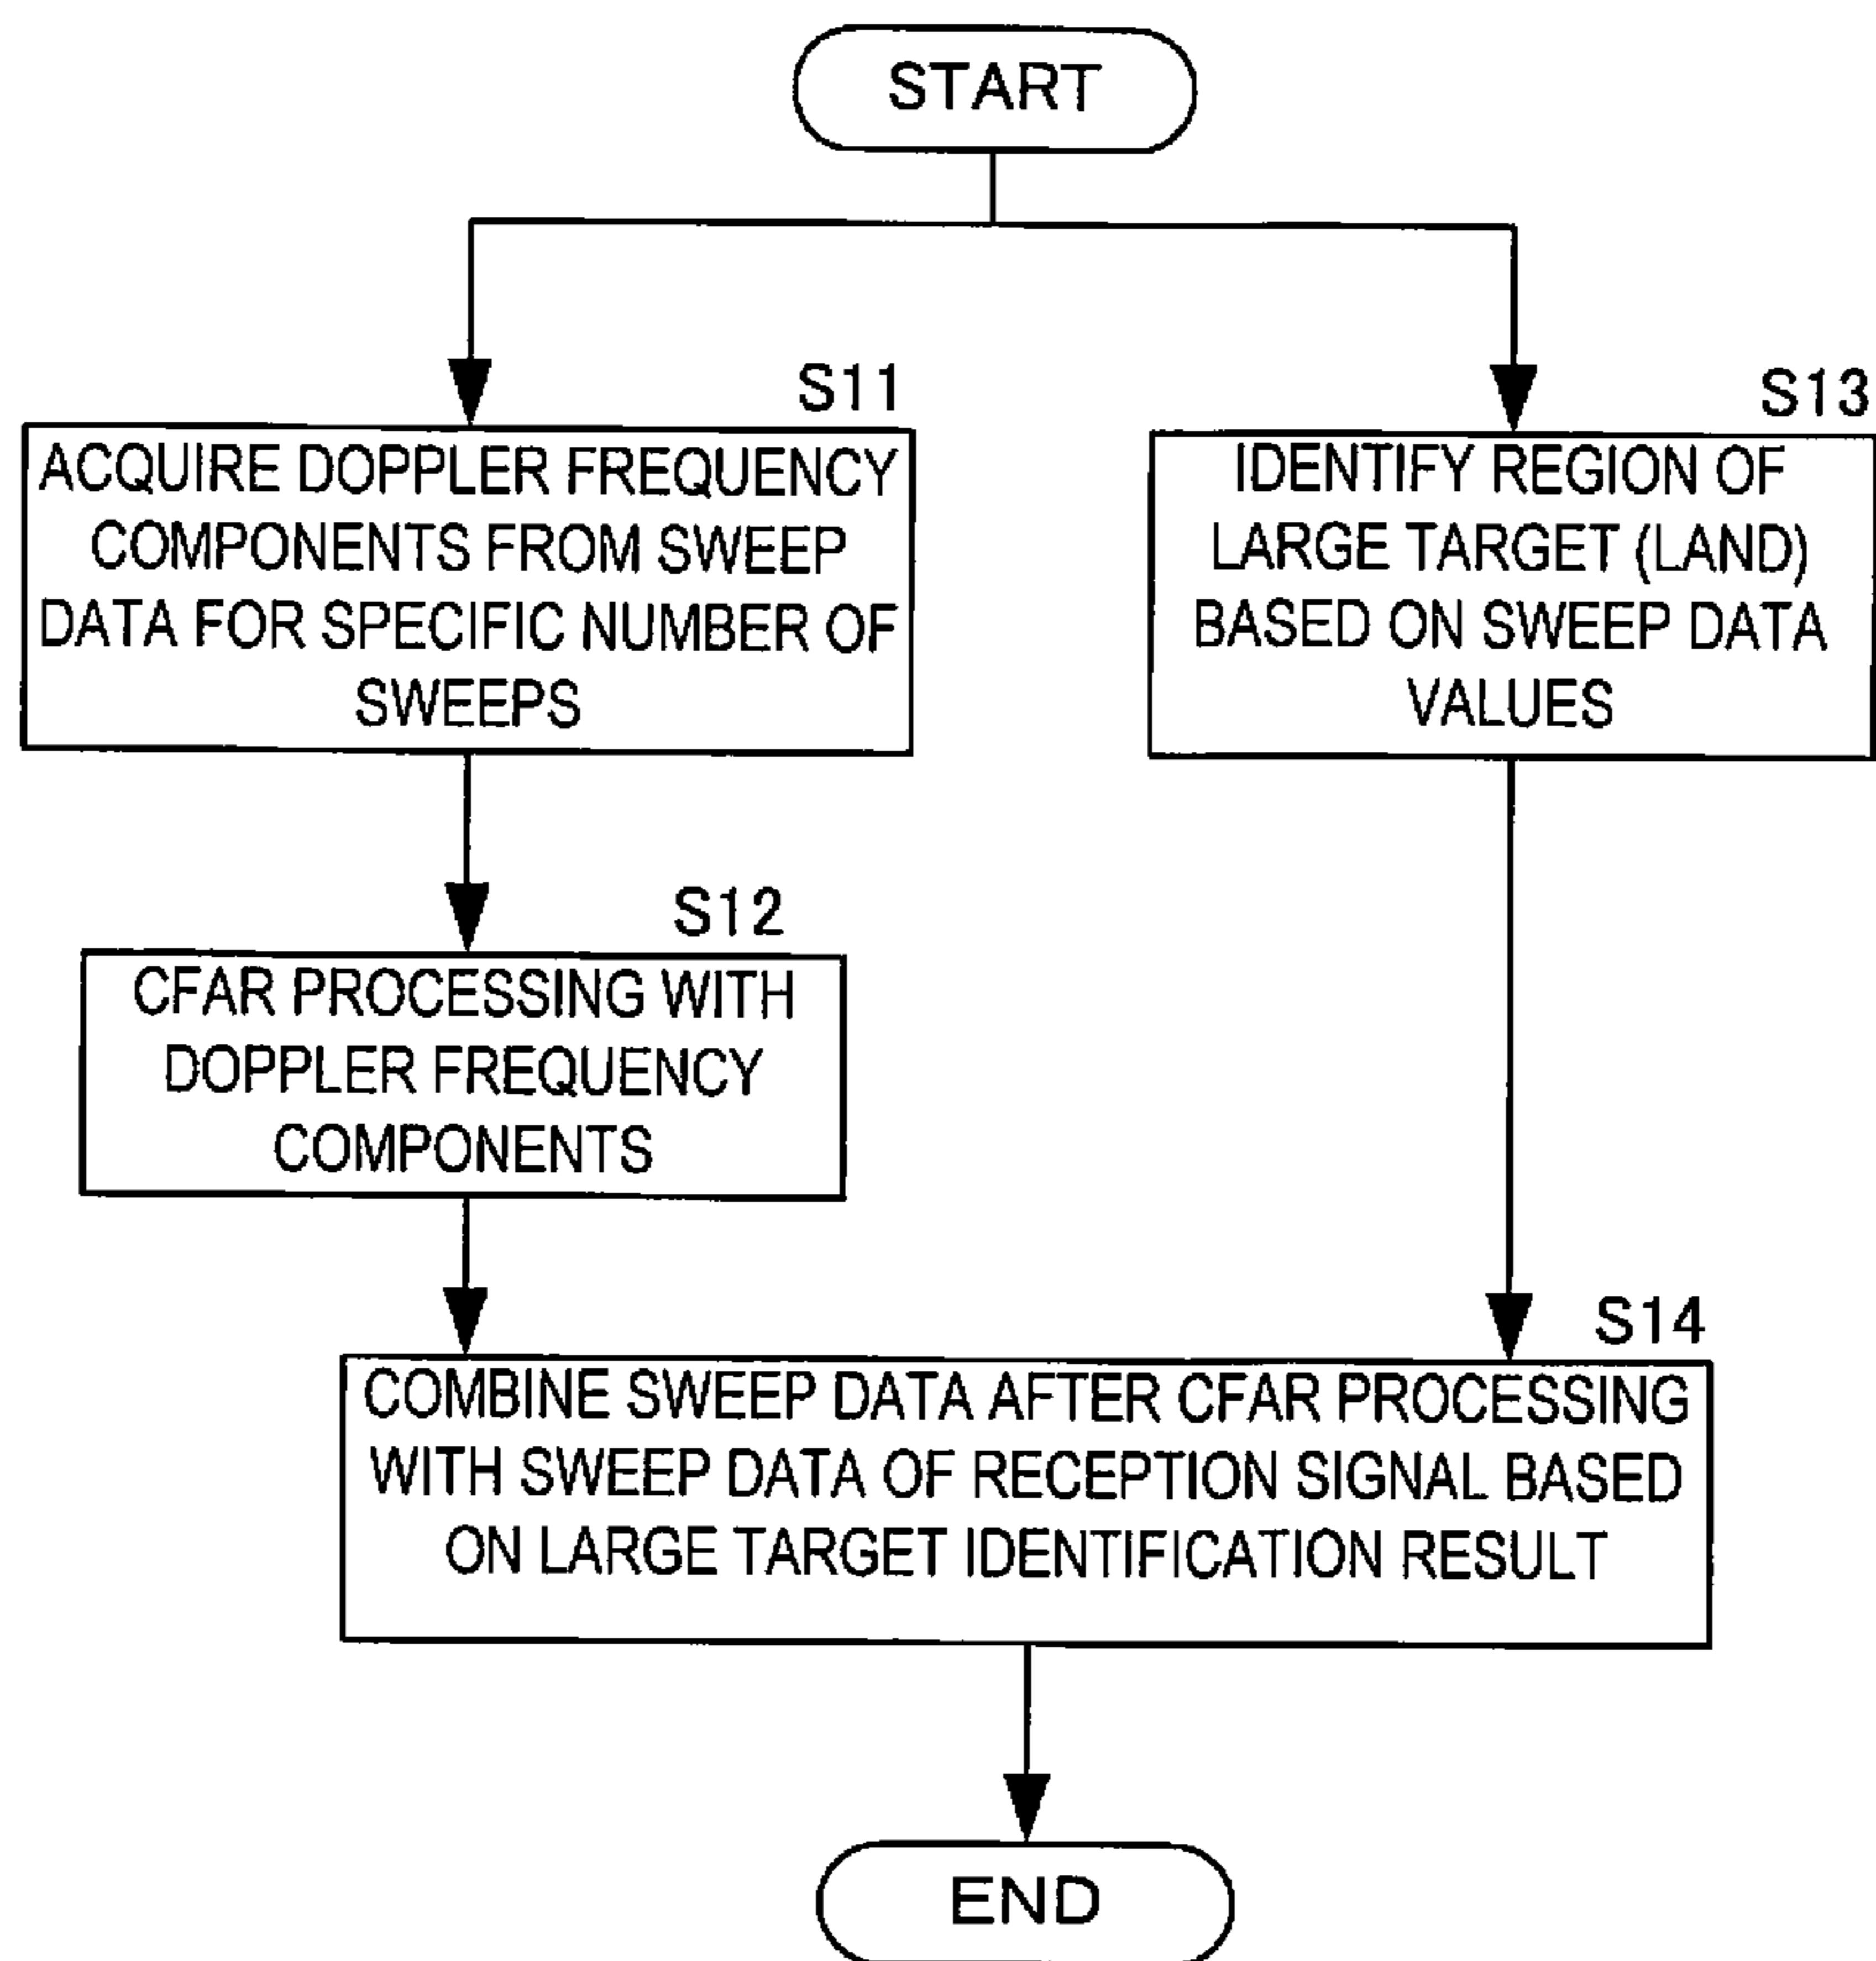 START
S11
ACQUIRE DOPPLER FREQUENCY
COMPONENTS FROM SWEEP
DATA FOR SPECIFIC NUMBER OF
SWEEPS
S13
IDENTIFY REGION OF
LARGE TARGET (LAND)
BASED ON SWEEP DATA
VALUES
S12
CFAR PROCESSING WITH
DOPPLER FREQUENCY
COMPONENTS
S14
COMBINE SWEEP DATA AFTER CFAR PROCESSING
WITH SWEEP DATA OF RECEPTION SIGNAL BASED
ON LARGE TARGET IDENTIFICATION RESULT
END